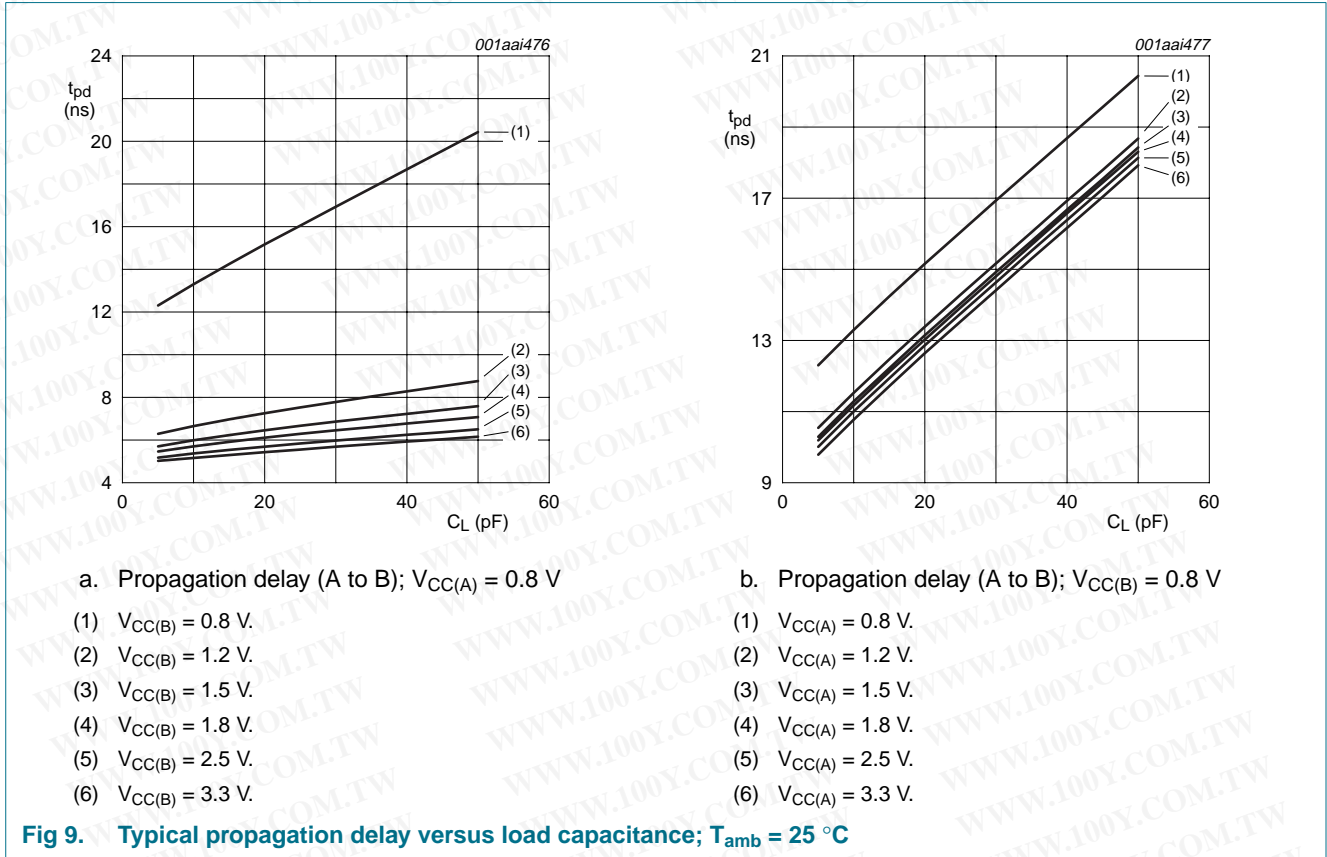 001aai476
24
tpd
(ns)
20
16
12
8
4
0
20
40
60
CL (pF)
(1)
(2)
(3)
(4)
(5)
(6)
a. Propagation delay (A to B); VCC(A) = 0.8 V
(1) VCC(B) = 0.8 V.
(2) VCC(B) = 1.2 V.
(3) VCC(B) = 1.5 V.
(4) VCC(B) = 1.8 V.
(5) VCC(B) = 2.5 V.
(6) VCC(B) = 3.3 V.
001aai477
21
tpd
(ns)
17
13
9
0
20
40
60
CL (pF)
(1)
(2)
(3)
(4)
(5)
(6)
b. Propagation delay (A to B); VCC(B) = 0.8 V
(1) VCC(A) = 0.8 V.
(2) VCC(A) = 1.2 V.
(3) VCC(A) = 1.5 V.
(4) VCC(A) = 1.8 V.
(5) VCC(A) = 2.5 V.
(6) VCC(A) = 3.3 V.
Fig 9. Typical propagation delay versus load capacitance; Tamb = 25 °C
WWW.100Y.COM.TW